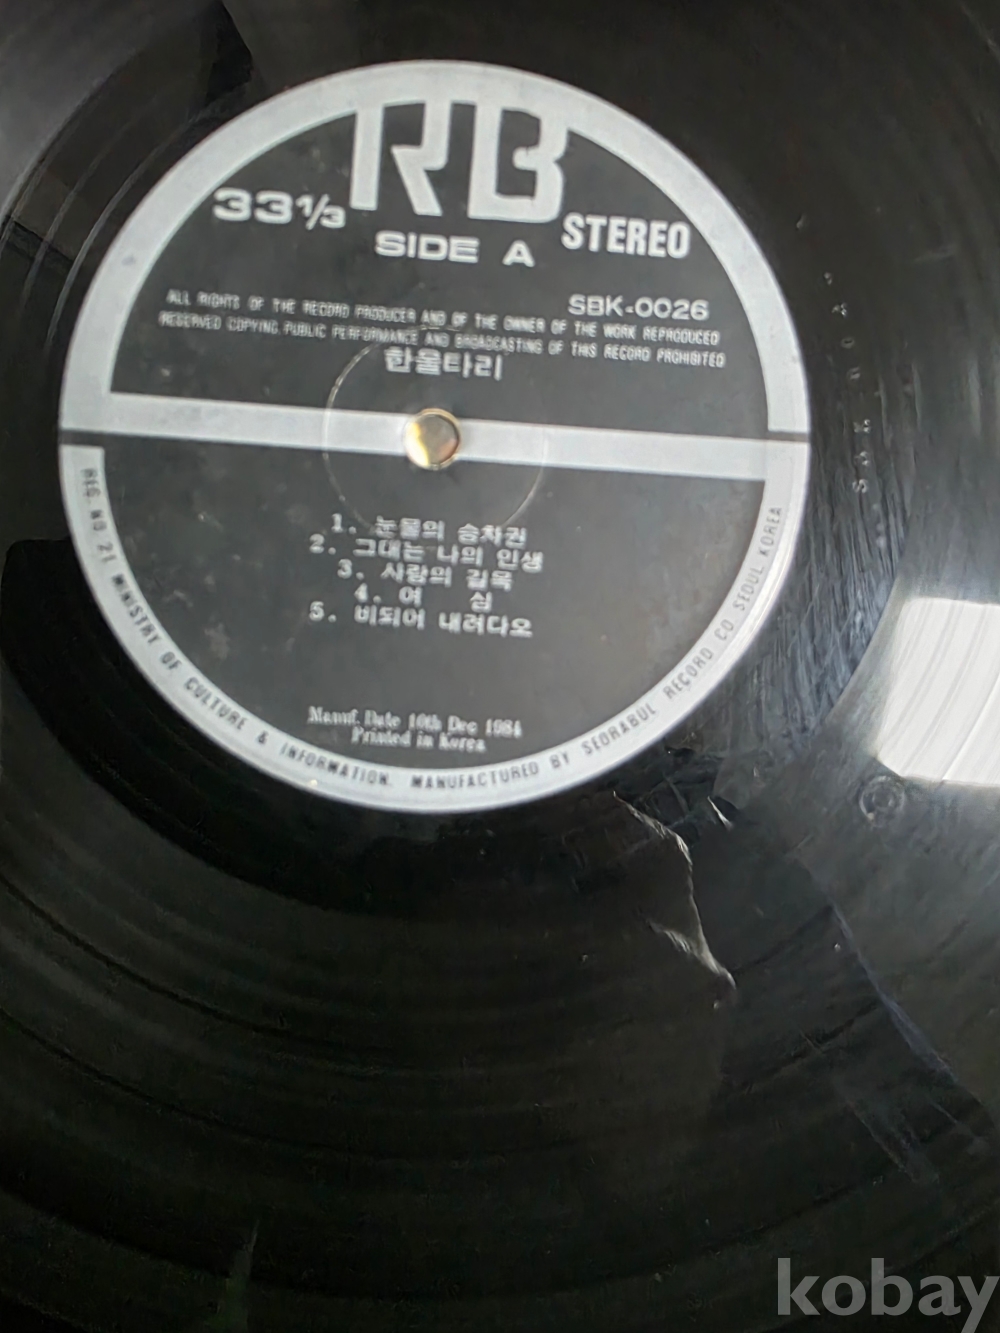 RB
33⅓
STEREO
SIDE A
SBK-0026
ALL RIGHTS OF THE RECORD PRODUCER AND OF THE OWNER OF THE WORK REPRODUCED
RESERVED COPYING PUBLIC PERFORMANCE AND BROADCASTING OF THIS RECORD PROHIBITED
한울타리
1. 눈물의 승차권
2. 그대는 나의 인생
3. 사랑의 길목
4. 여 심
5. 비되어 내려다오
Manuf. Date 10th Dec 1984
Printed in Korea
REG NO 21 MINISTRY OF CULTURE & INFORMATION. MANUFACTURED BY SEORABUL RECORD CO SEOUL KOREA
kobay